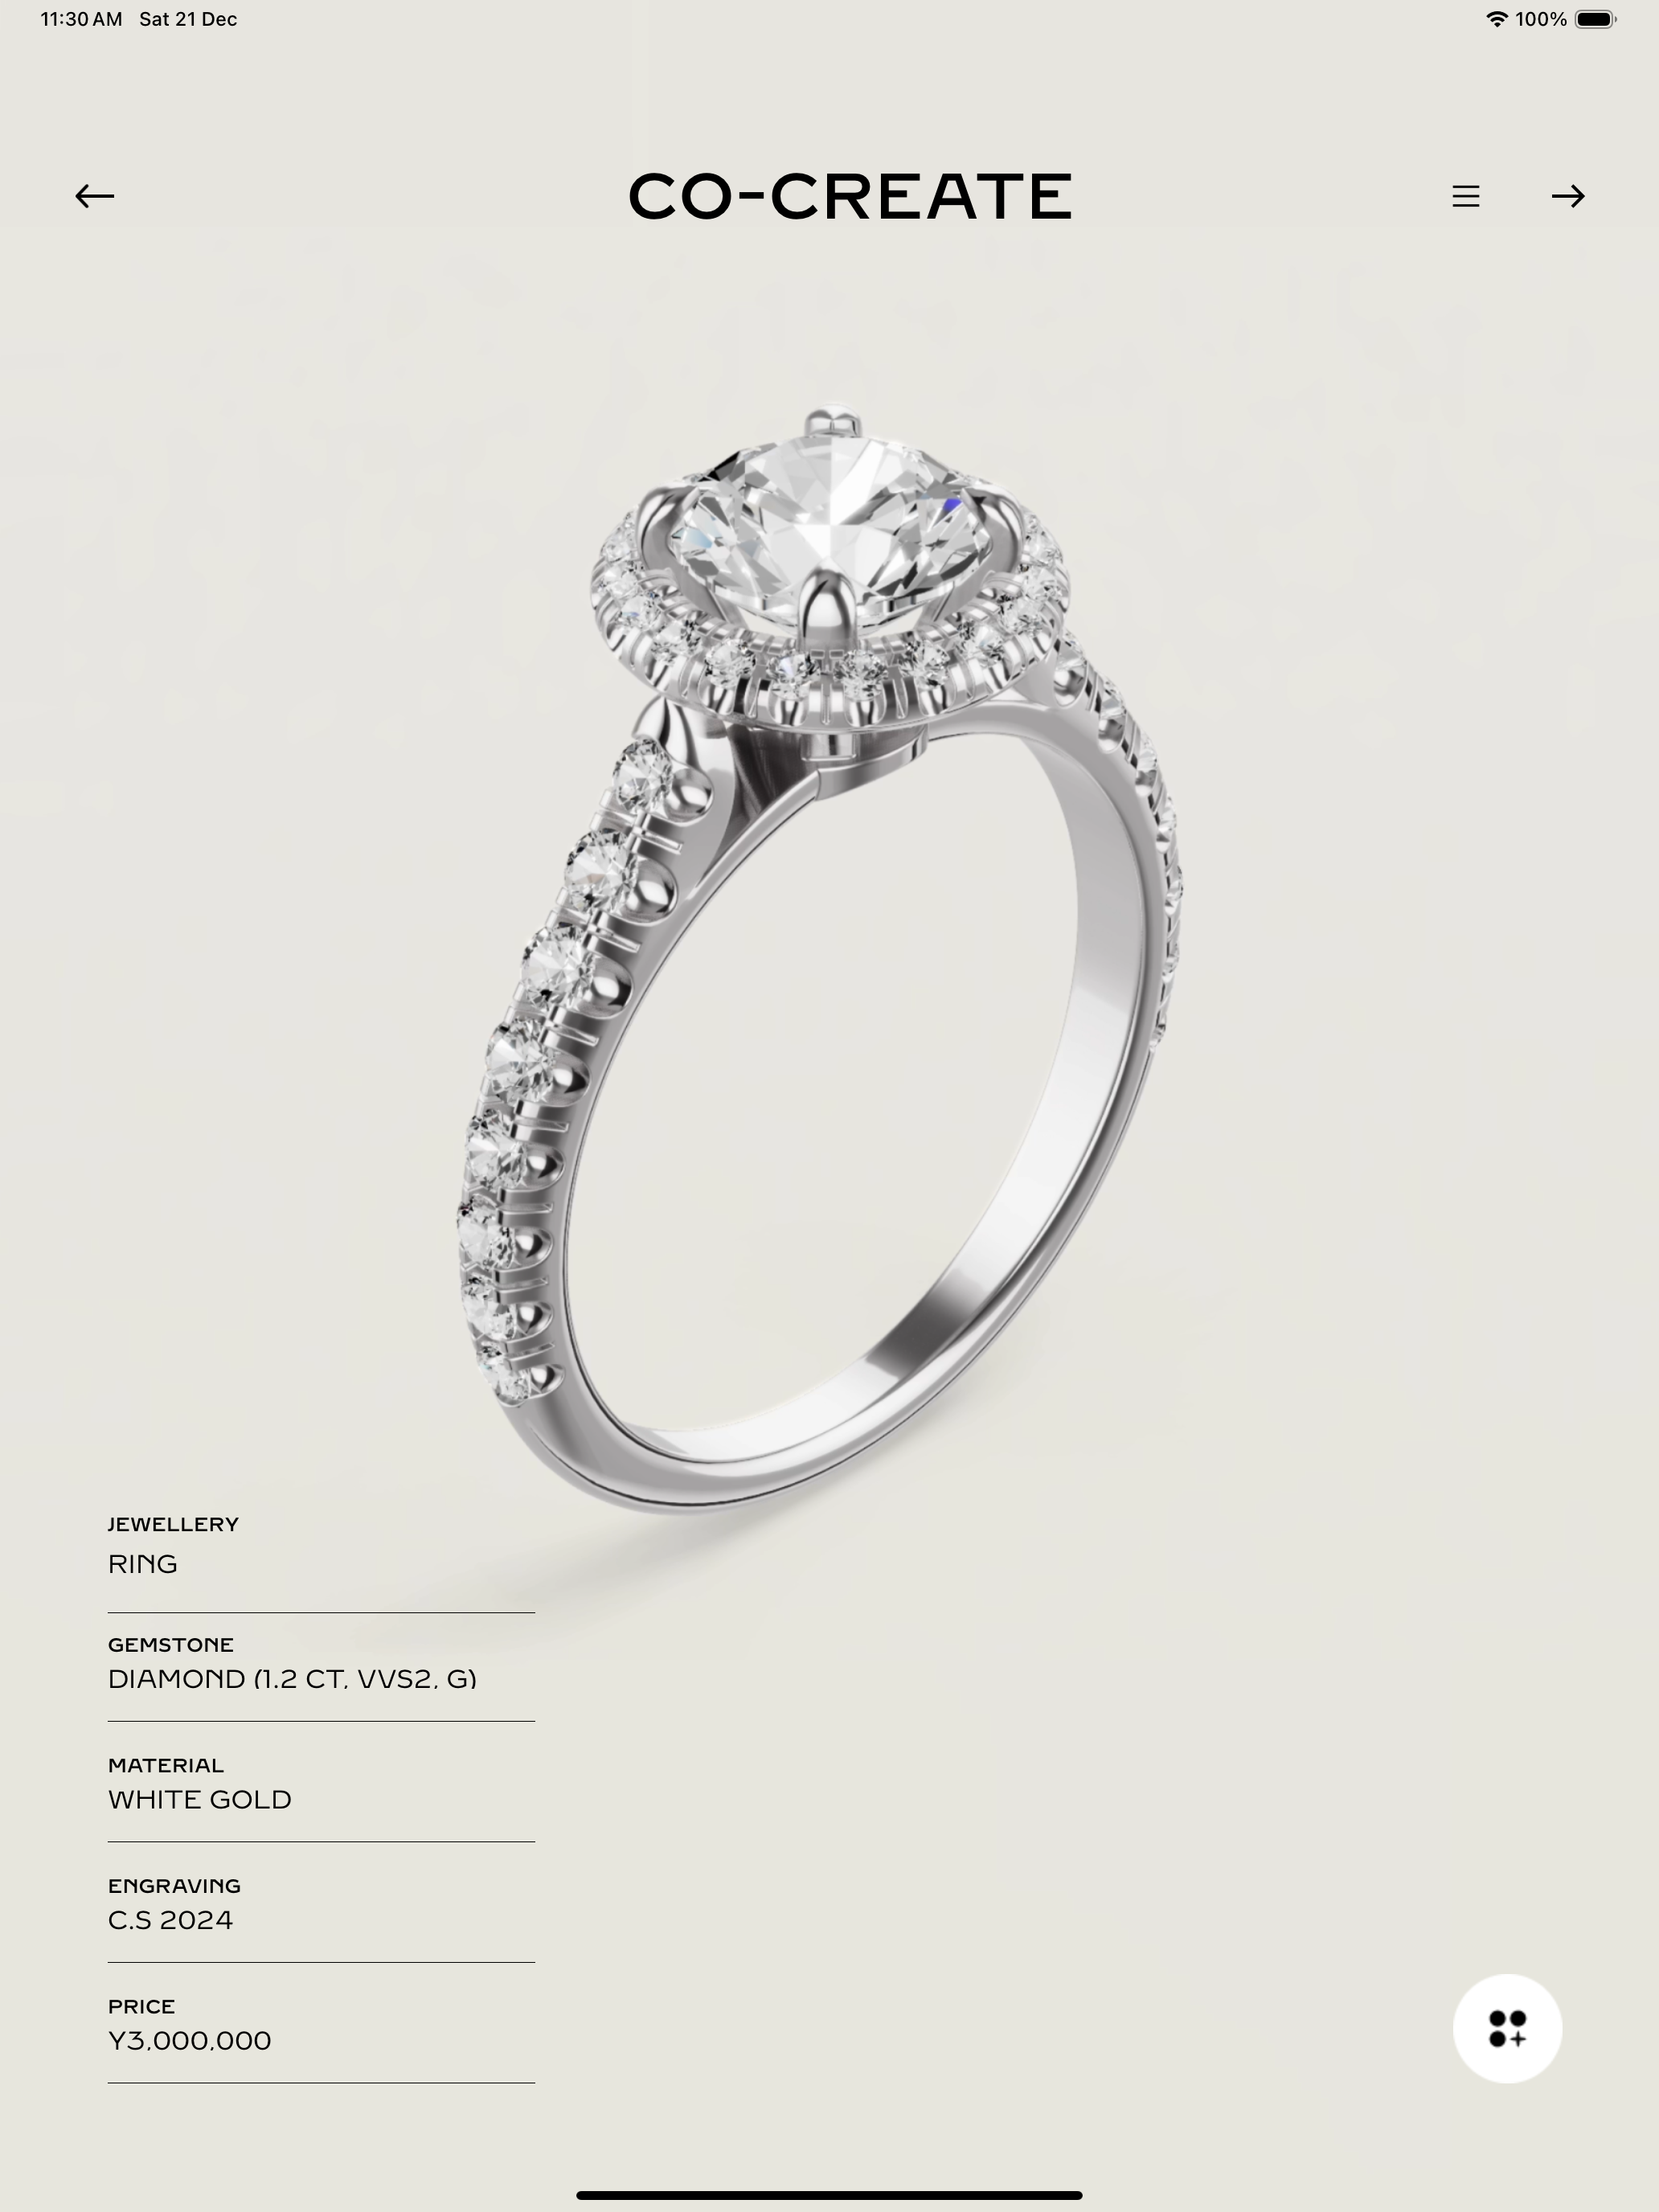 11:30 AM Sat 21 Dec 100%
CO-CREATE
JEWELLERY
RING
GEMSTONE
DIAMOND (1.2 CT, VVS2, G)
MATERIAL
WHITE GOLD
ENGRAVING
C.S 2024
PRICE
Y3,000,000